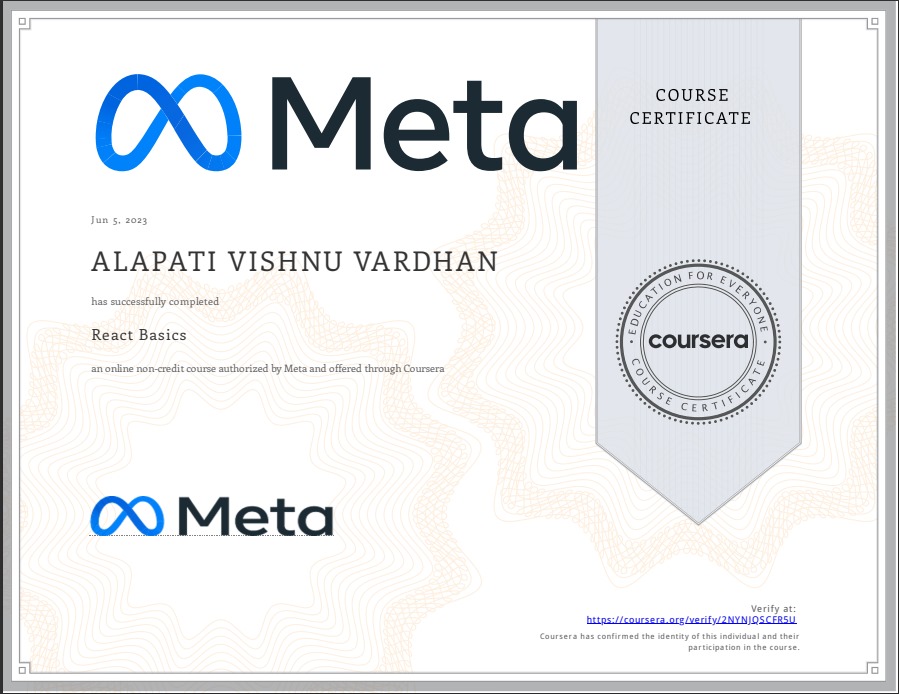 Meta
COURSE
CERTIFICATE
Jun 5, 2023
ALAPATI VISHNU VARDHAN
has successfully completed
React Basics
an online non-credit course authorized by Meta and offered through Coursera
EDUCATION FOR EVERYONE
coursera
COURSE CERTIFICATE
Meta
Verify at:
https://coursera.org/verify/2NYNJQSCFR5U
Coursera has confirmed the identity of this individual and their
participation in the course.